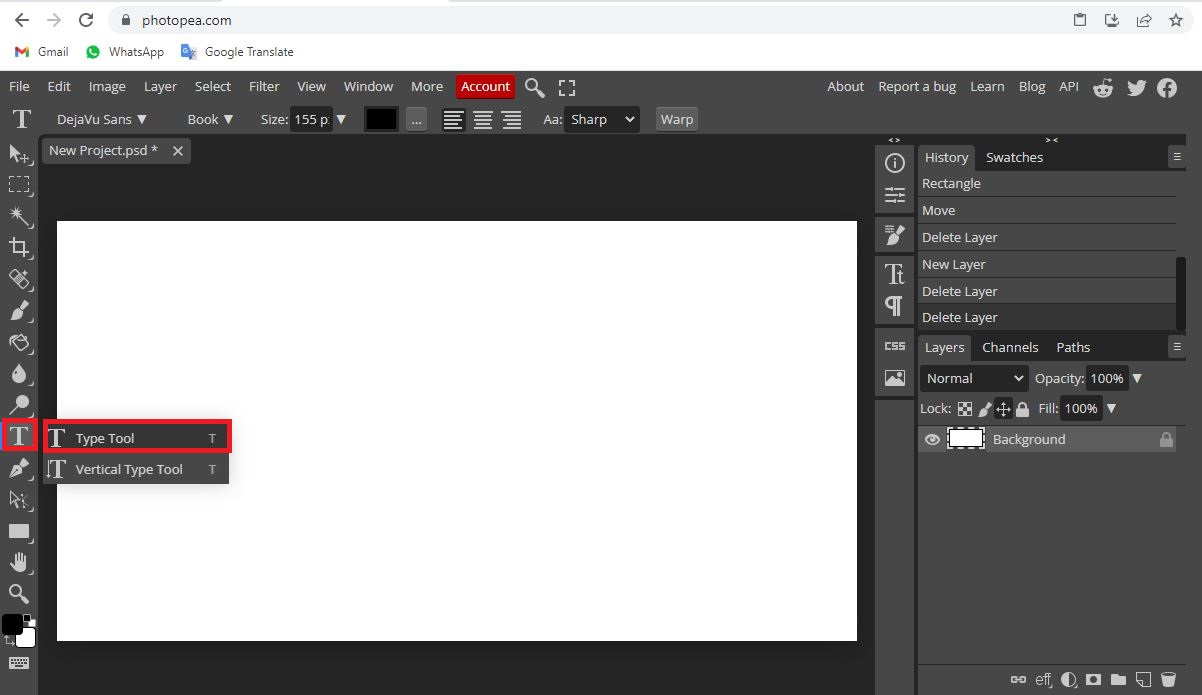 photopea.com
Gmail WhatsApp Google Translate
File Edit Image Layer Select Filter View Window More Account About Report a bug Learn Blog API
T DejaVu Sans ▼ Book ▼ Size: 155 p: ▼ ... Aa: Sharp Warp
New Project.psd *
History Swatches
Rectangle
Move
Delete Layer
New Layer
Delete Layer
Delete Layer
CSS
Layers Channels Paths
Normal Opacity: 100% ▼
Lock: Fill: 100% ▼
Background
T T Type Tool T
T Vertical Type Tool T
eff